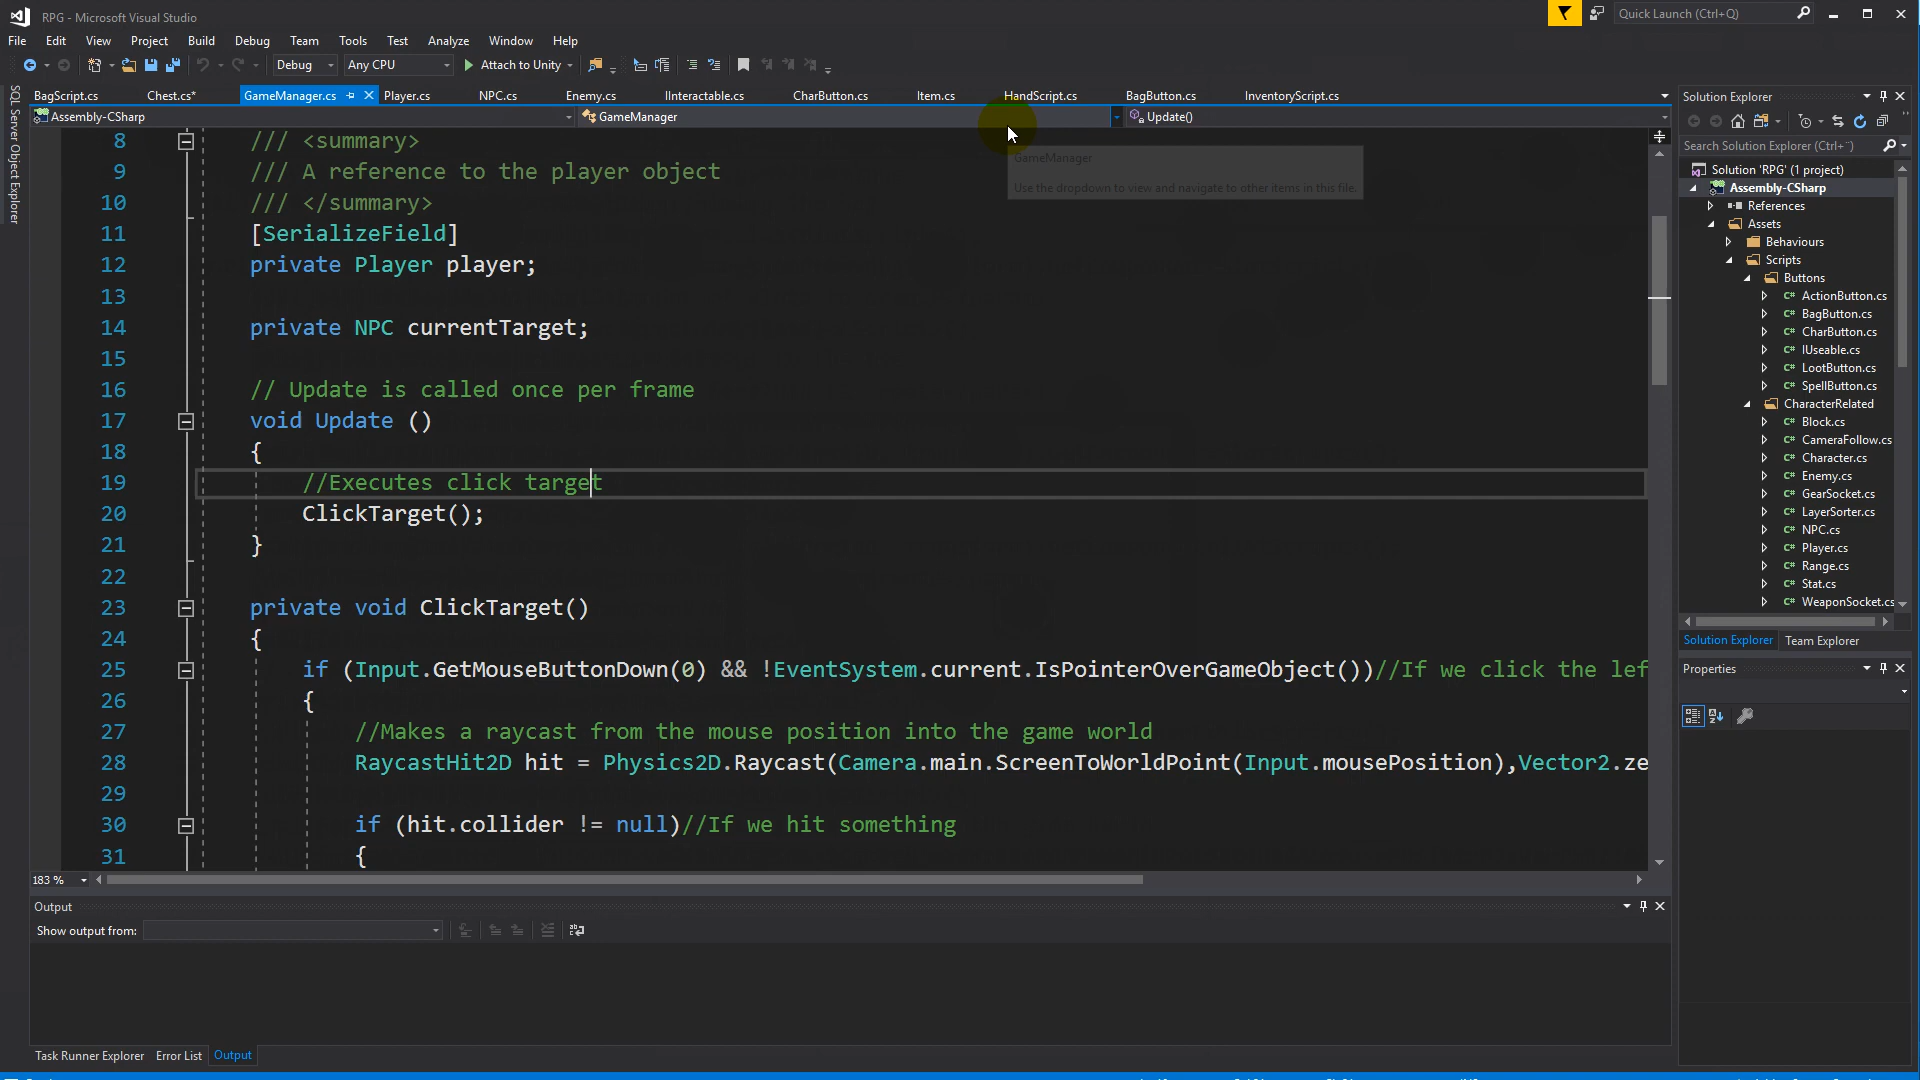 RPG - Microsoft Visual Studio
Quick Launch (Ctrl+Q)
File Edit View Project Build Debug Team Tools Test Analyze Window Help
Debug Any CPU Attach to Unity
SQL Server Object Explorer
BagScript.cs Chest.cs* GameManager.cs Player.cs NPC.cs Enemy.cs IInteractable.cs CharButton.cs Item.cs HandScript.cs BagButton.cs InventoryScript.cs
Assembly-CSharp GameManager Update()
GameManager
Use the dropdown to view and navigate to other items in this file.
8 /// <summary>
9 /// A reference to the player object
10 /// </summary>
11 [SerializeField]
12 private Player player;
13
14 private NPC currentTarget;
15
16 // Update is called once per frame
17 void Update ()
18 {
19 //Executes click target
20 ClickTarget();
21 }
22
23 private void ClickTarget()
24 {
25 if (Input.GetMouseButtonDown(0) && !EventSystem.current.IsPointerOverGameObject())//If we click the lef
26 {
27 //Makes a raycast from the mouse position into the game world
28 RaycastHit2D hit = Physics2D.Raycast(Camera.main.ScreenToWorldPoint(Input.mousePosition),Vector2.ze
29
30 if (hit.collider != null)//If we hit something
31 {
183 %
Output
Show output from:
Task Runner Explorer Error List Output
Solution Explorer
Search Solution Explorer (Ctrl+¨)
Solution 'RPG' (1 project)
Assembly-CSharp
References
Assets
Behaviours
Scripts
Buttons
ActionButton.cs
BagButton.cs
CharButton.cs
IUseable.cs
LootButton.cs
SpellButton.cs
CharacterRelated
Block.cs
CameraFollow.cs
Character.cs
Enemy.cs
GearSocket.cs
LayerSorter.cs
NPC.cs
Player.cs
Range.cs
Stat.cs
WeaponSocket.cs
Solution Explorer Team Explorer
Properties